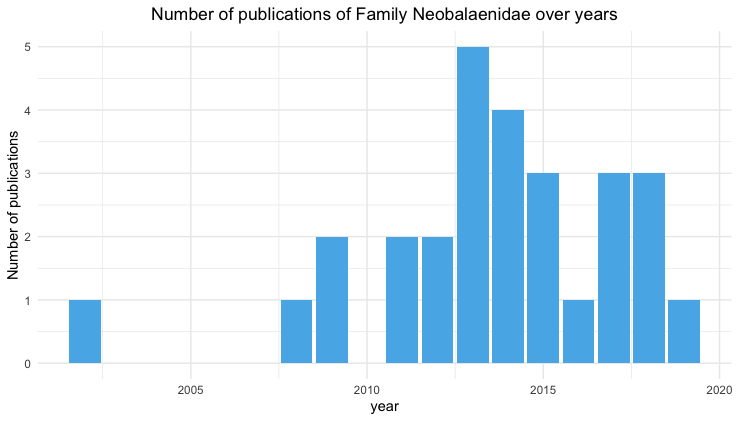 Number of publications of Family Neobalaenidae over years
Number of publications
5
4
3
2
1
0
2005 2010 2015 2020
year